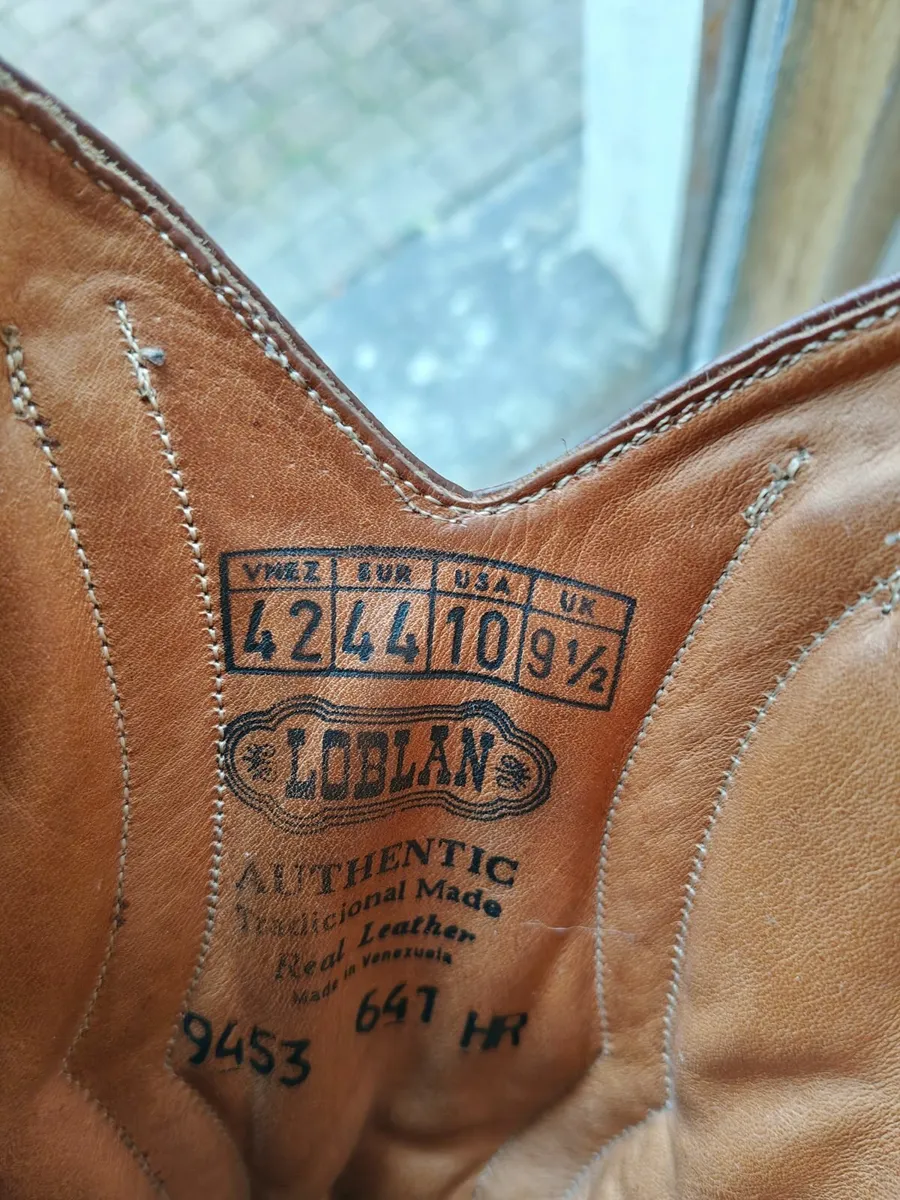 VNEZ EUR USA UK
42 44 10 9½
LOBLAN
AUTHENTIC
Tradicional Made
Real Leather
Made in Venezuela
9453 647 HR